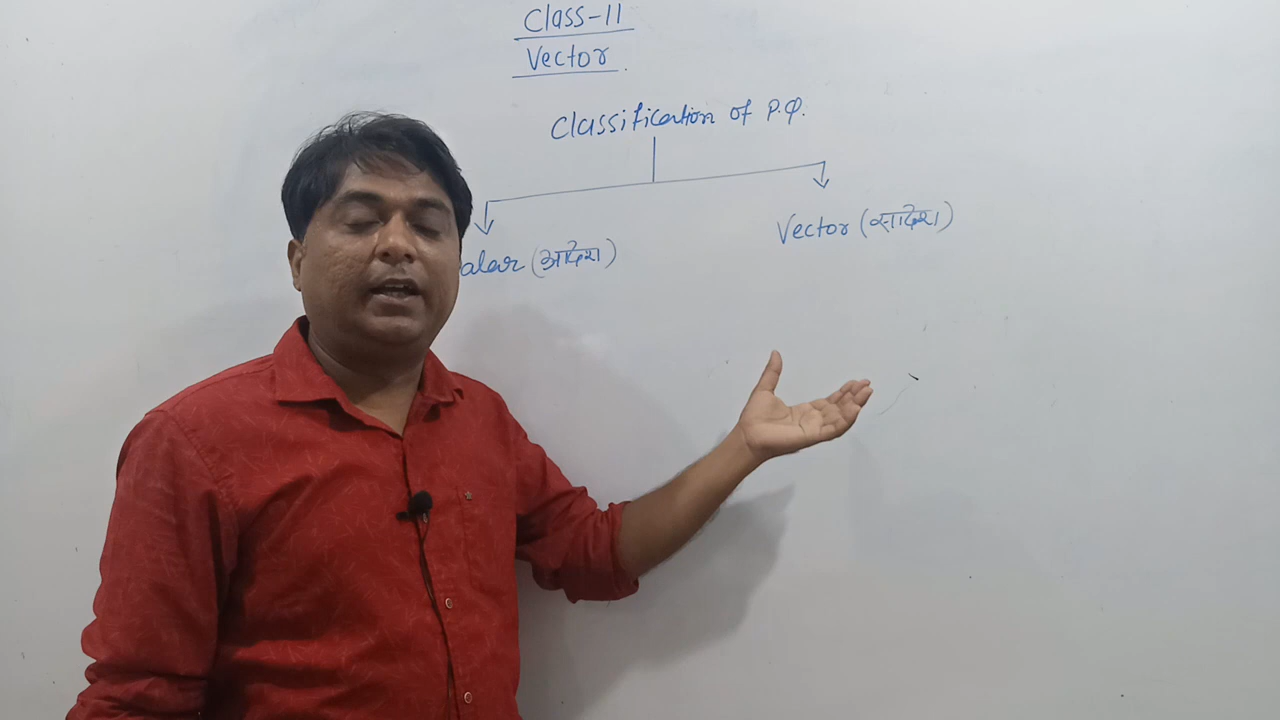 Class-11
Vector
Classification of P.Q.
alar (अदिश)
Vector (सादिश)